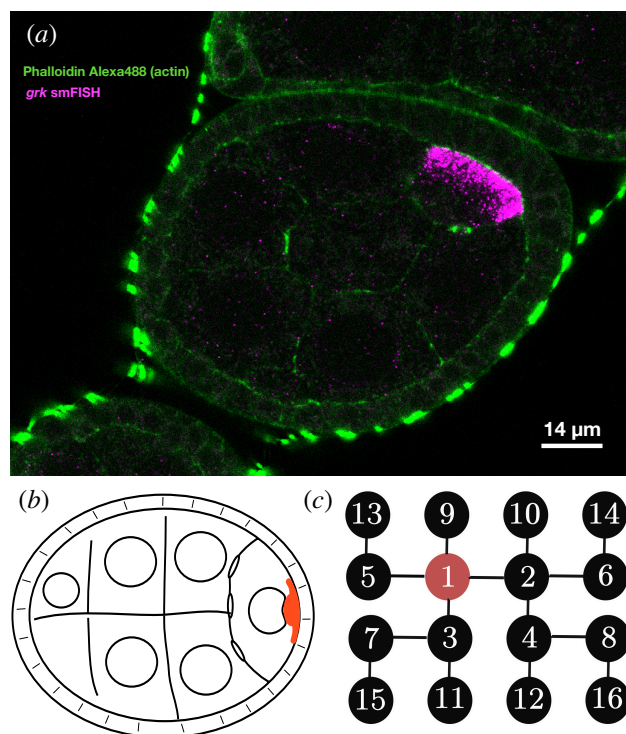 (a)
Phalloidin Alexa488 (actin)
grk smFISH
14 µm
(b)
(c)
13 9 10 14
5 1 2 6
7 3 4 8
15 11 12 16